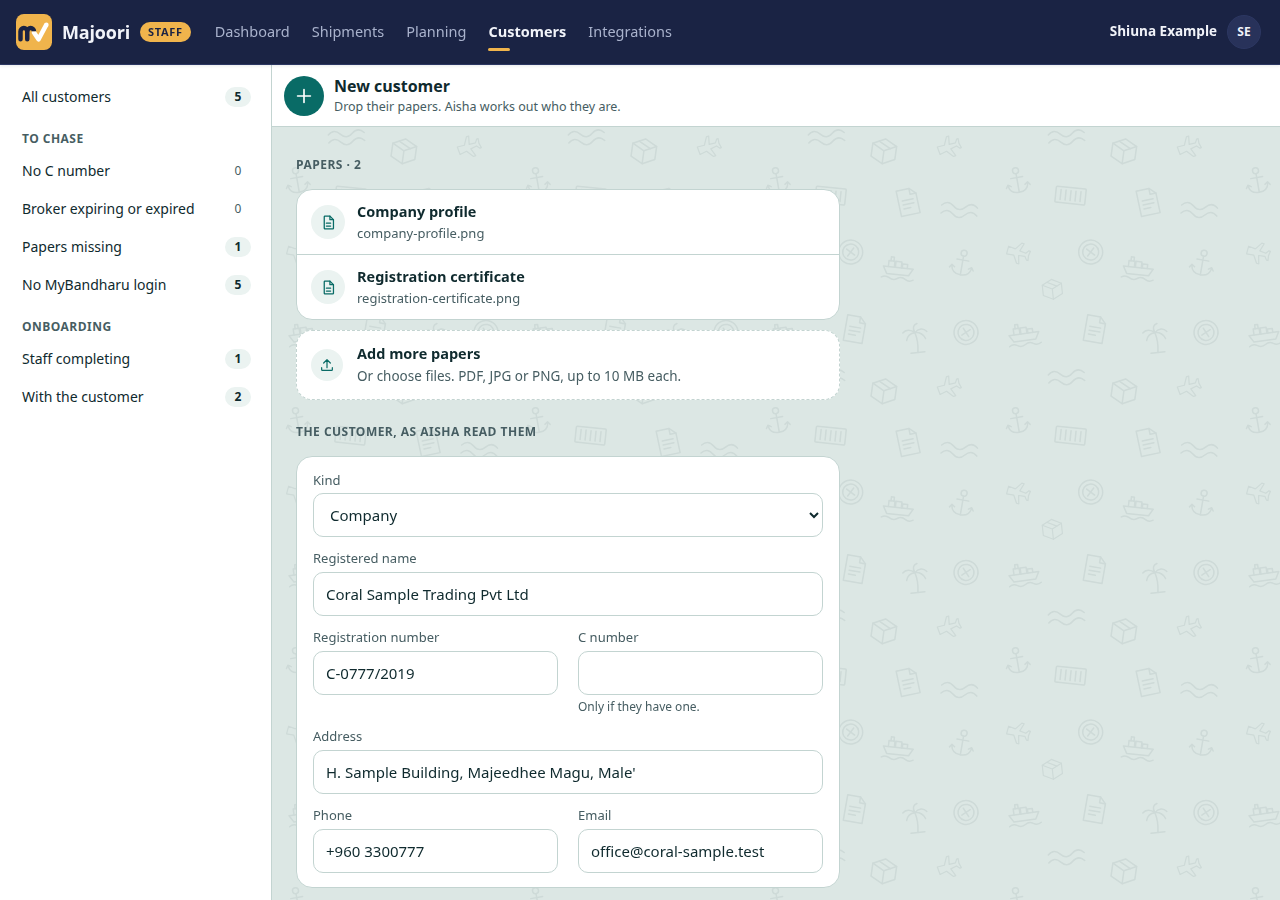 Majoori
STAFF
Dashboard
Shipments
Planning
Customers
Integrations
Shiuna Example
SE
All customers
5
TO CHASE
No C number
0
Broker expiring or expired
0
Papers missing
1
No MyBandharu login
5
ONBOARDING
Staff completing
1
With the customer
2
New customer
Drop their papers. Aisha works out who they are.
PAPERS · 2
Company profile
company-profile.png
Registration certificate
registration-certificate.png
Add more papers
Or choose files. PDF, JPG or PNG, up to 10 MB each.
THE CUSTOMER, AS AISHA READ THEM
Kind
Company
Registered name
Coral Sample Trading Pvt Ltd
Registration number
C-0777/2019
C number
Only if they have one.
Address
H. Sample Building, Majeedhee Magu, Male'
Phone
+960 3300777
Email
office@coral-sample.test